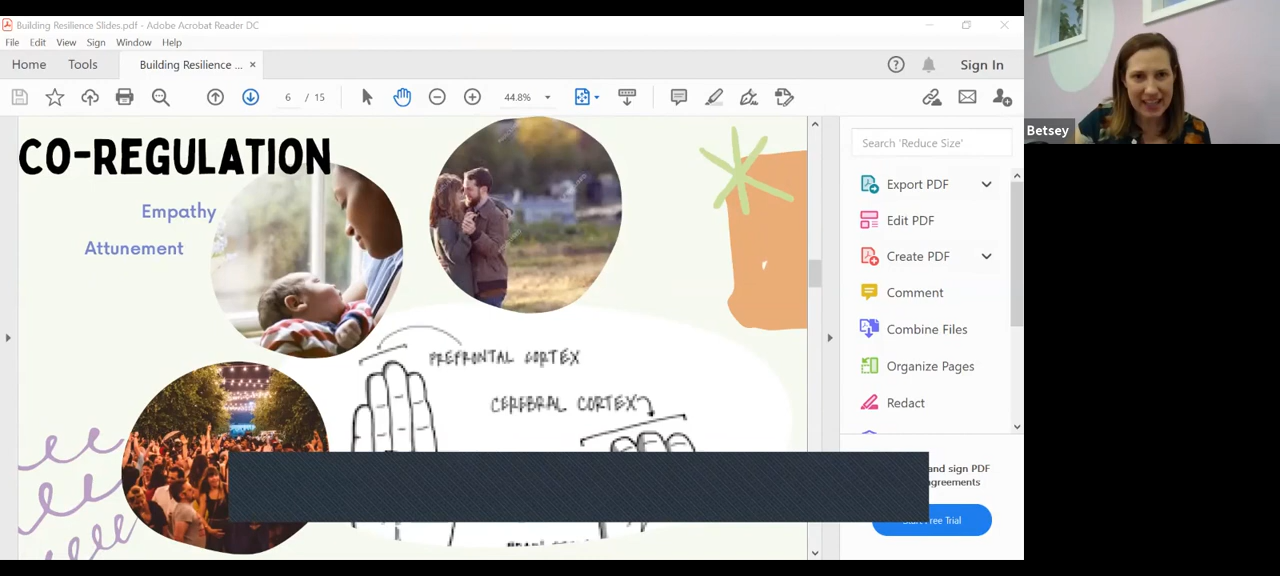 Building Resilience Slides.pdf - Adobe Acrobat Reader DC
File Edit View Sign Window Help
Home Tools Building Resilience ... × Sign In
6 / 15 44.8%
CO-REGULATION
Empathy
Attunement
PREFRONTAL CORTEX
CEREBRAL CORTEX
Search 'Reduce Size'
Export PDF
Edit PDF
Create PDF
Comment
Combine Files
Organize Pages
Redact
and sign PDF
agreements
Free Trial
Betsey